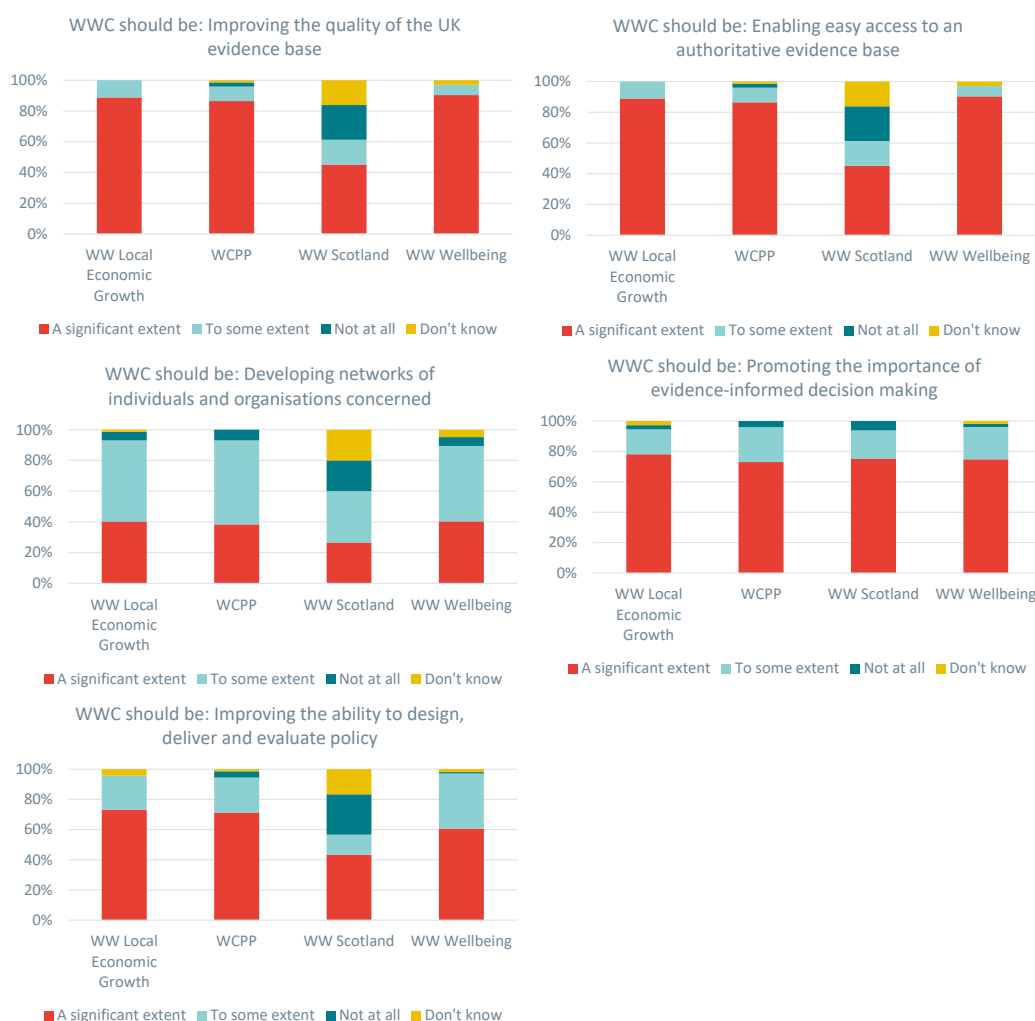 WWC should be: Improving the quality of the UK
evidence base
100%
80%
60%
40%
20%
0%
WW Local
Economic
Growth
WCPP
WW Scotland
WW Wellbeing
A significant extent
To some extent
Not at all
Don't know
WWC should be: Enabling easy access to an
authoritative evidence base
100%
80%
60%
40%
20%
0%
WW Local
Economic
Growth
WCPP
WW Scotland
WW Wellbeing
A significant extent
To some extent
Not at all
Don't know
WWC should be: Developing networks of
individuals and organisations concerned
100%
80%
60%
40%
20%
0%
WW Local
Economic
Growth
WCPP
WW Scotland
WW Wellbeing
A significant extent
To some extent
Not at all
Don't know
WWC should be: Promoting the importance of
evidence-informed decision making
100%
80%
60%
40%
20%
0%
WW Local
Economic
Growth
WCPP
WW Scotland
WW Wellbeing
A significant extent
To some extent
Not at all
Don't know
WWC should be: Improving the ability to design,
deliver and evaluate policy
100%
80%
60%
40%
20%
0%
WW Local
Economic
Growth
WCPP
WW Scotland
WW Wellbeing
A significant extent
To some extent
Not at all
Don't know